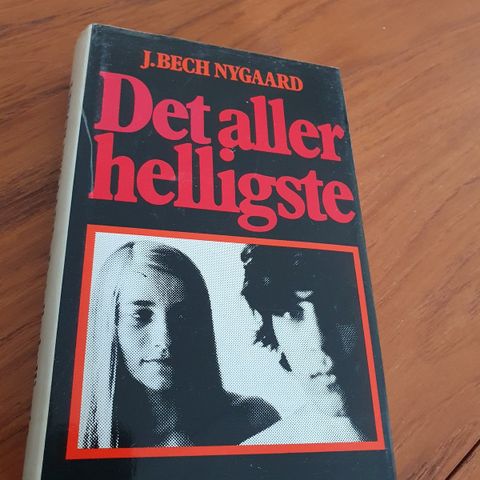 J. BECH NYGAARD
Det aller
helligste